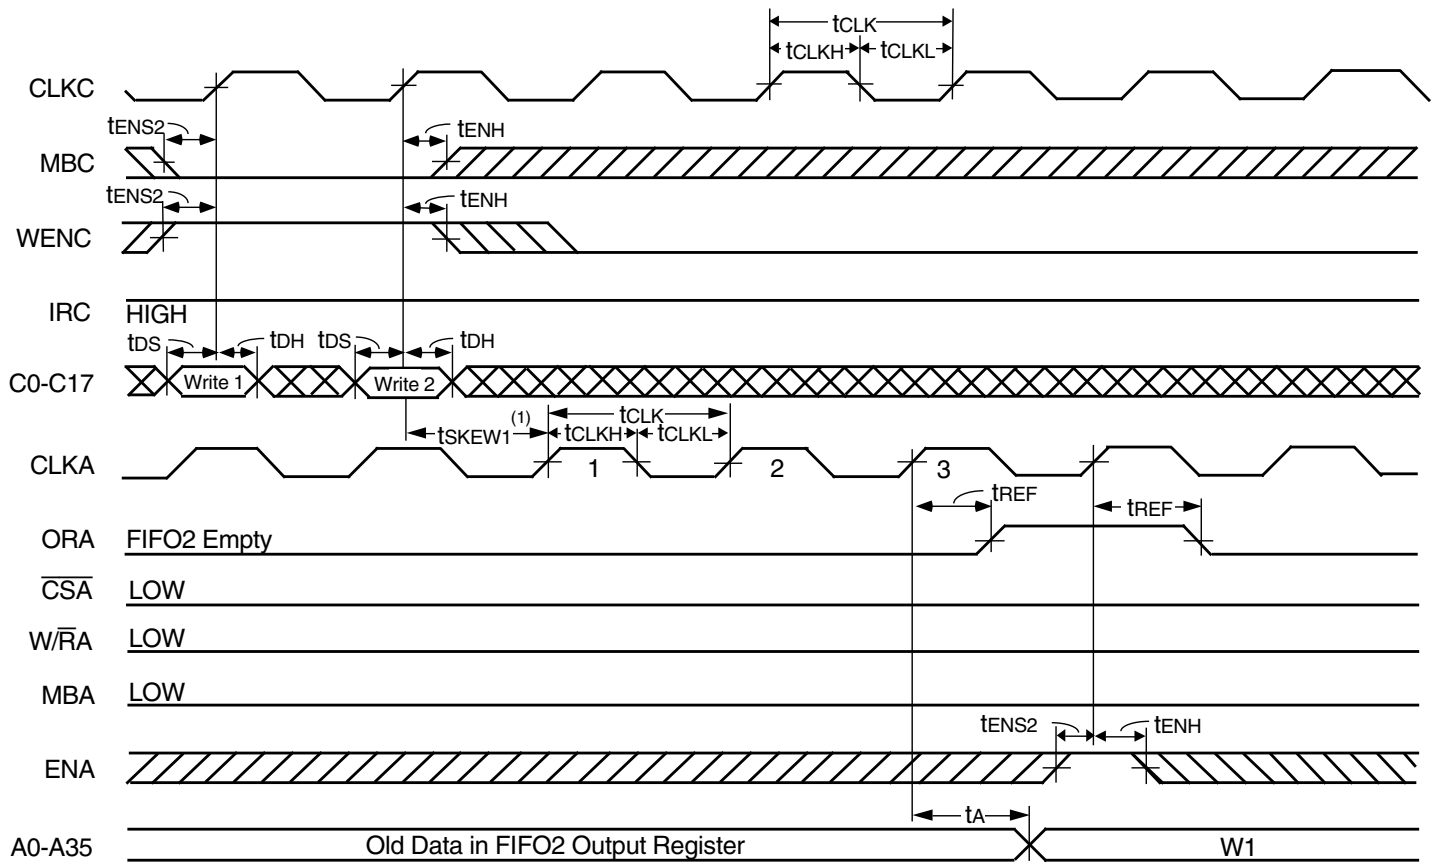 tCLK
tCLKH tCLKL
CLKC
tENS2 tENH
MBC
tENS2 tENH
WENC
IRC HIGH
tDS tDH tDS tDH
C0-C17 Write 1 Write 2
tSKEW1(1) tCLK
tCLKH tCLKL
CLKA 1 2 3
tREF tREF
ORA FIFO2 Empty
CSA LOW
W/RA LOW
MBA LOW
tENS2 tENH
ENA
tA
A0-A35 Old Data in FIFO2 Output Register W1